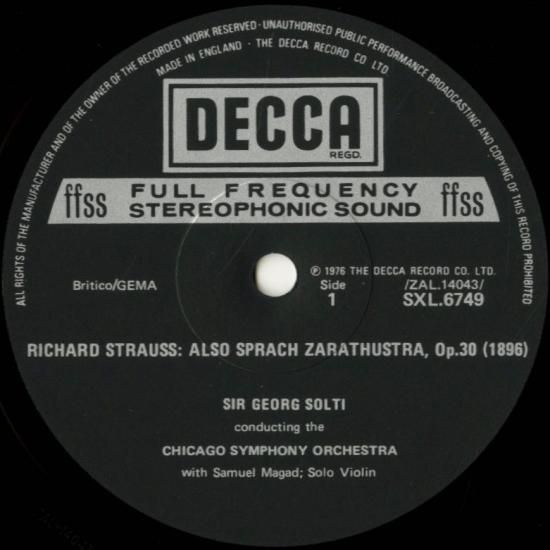 ALL RIGHTS OF THE MANUFACTURER AND OF THE OWNER OF THE RECORDED WORK RESERVED · UNAUTHORISED PUBLIC PERFORMANCE BROADCASTING AND COPYING OF THIS RECORD PROHIBITED
MADE IN ENGLAND · THE DECCA RECORD CO LTD
DECCA
REGD.
ffss FULL FREQUENCY ffss
STEREOPHONIC SOUND
℗ 1976 THE DECCA RECORD CO. LTD.
Britico/GEMA Side /ZAL.14043/
1 SXL.6749
RICHARD STRAUSS: ALSO SPRACH ZARATHUSTRA, Op.30 (1896)
SIR GEORG SOLTI
conducting the
CHICAGO SYMPHONY ORCHESTRA
with Samuel Magad; Solo Violin